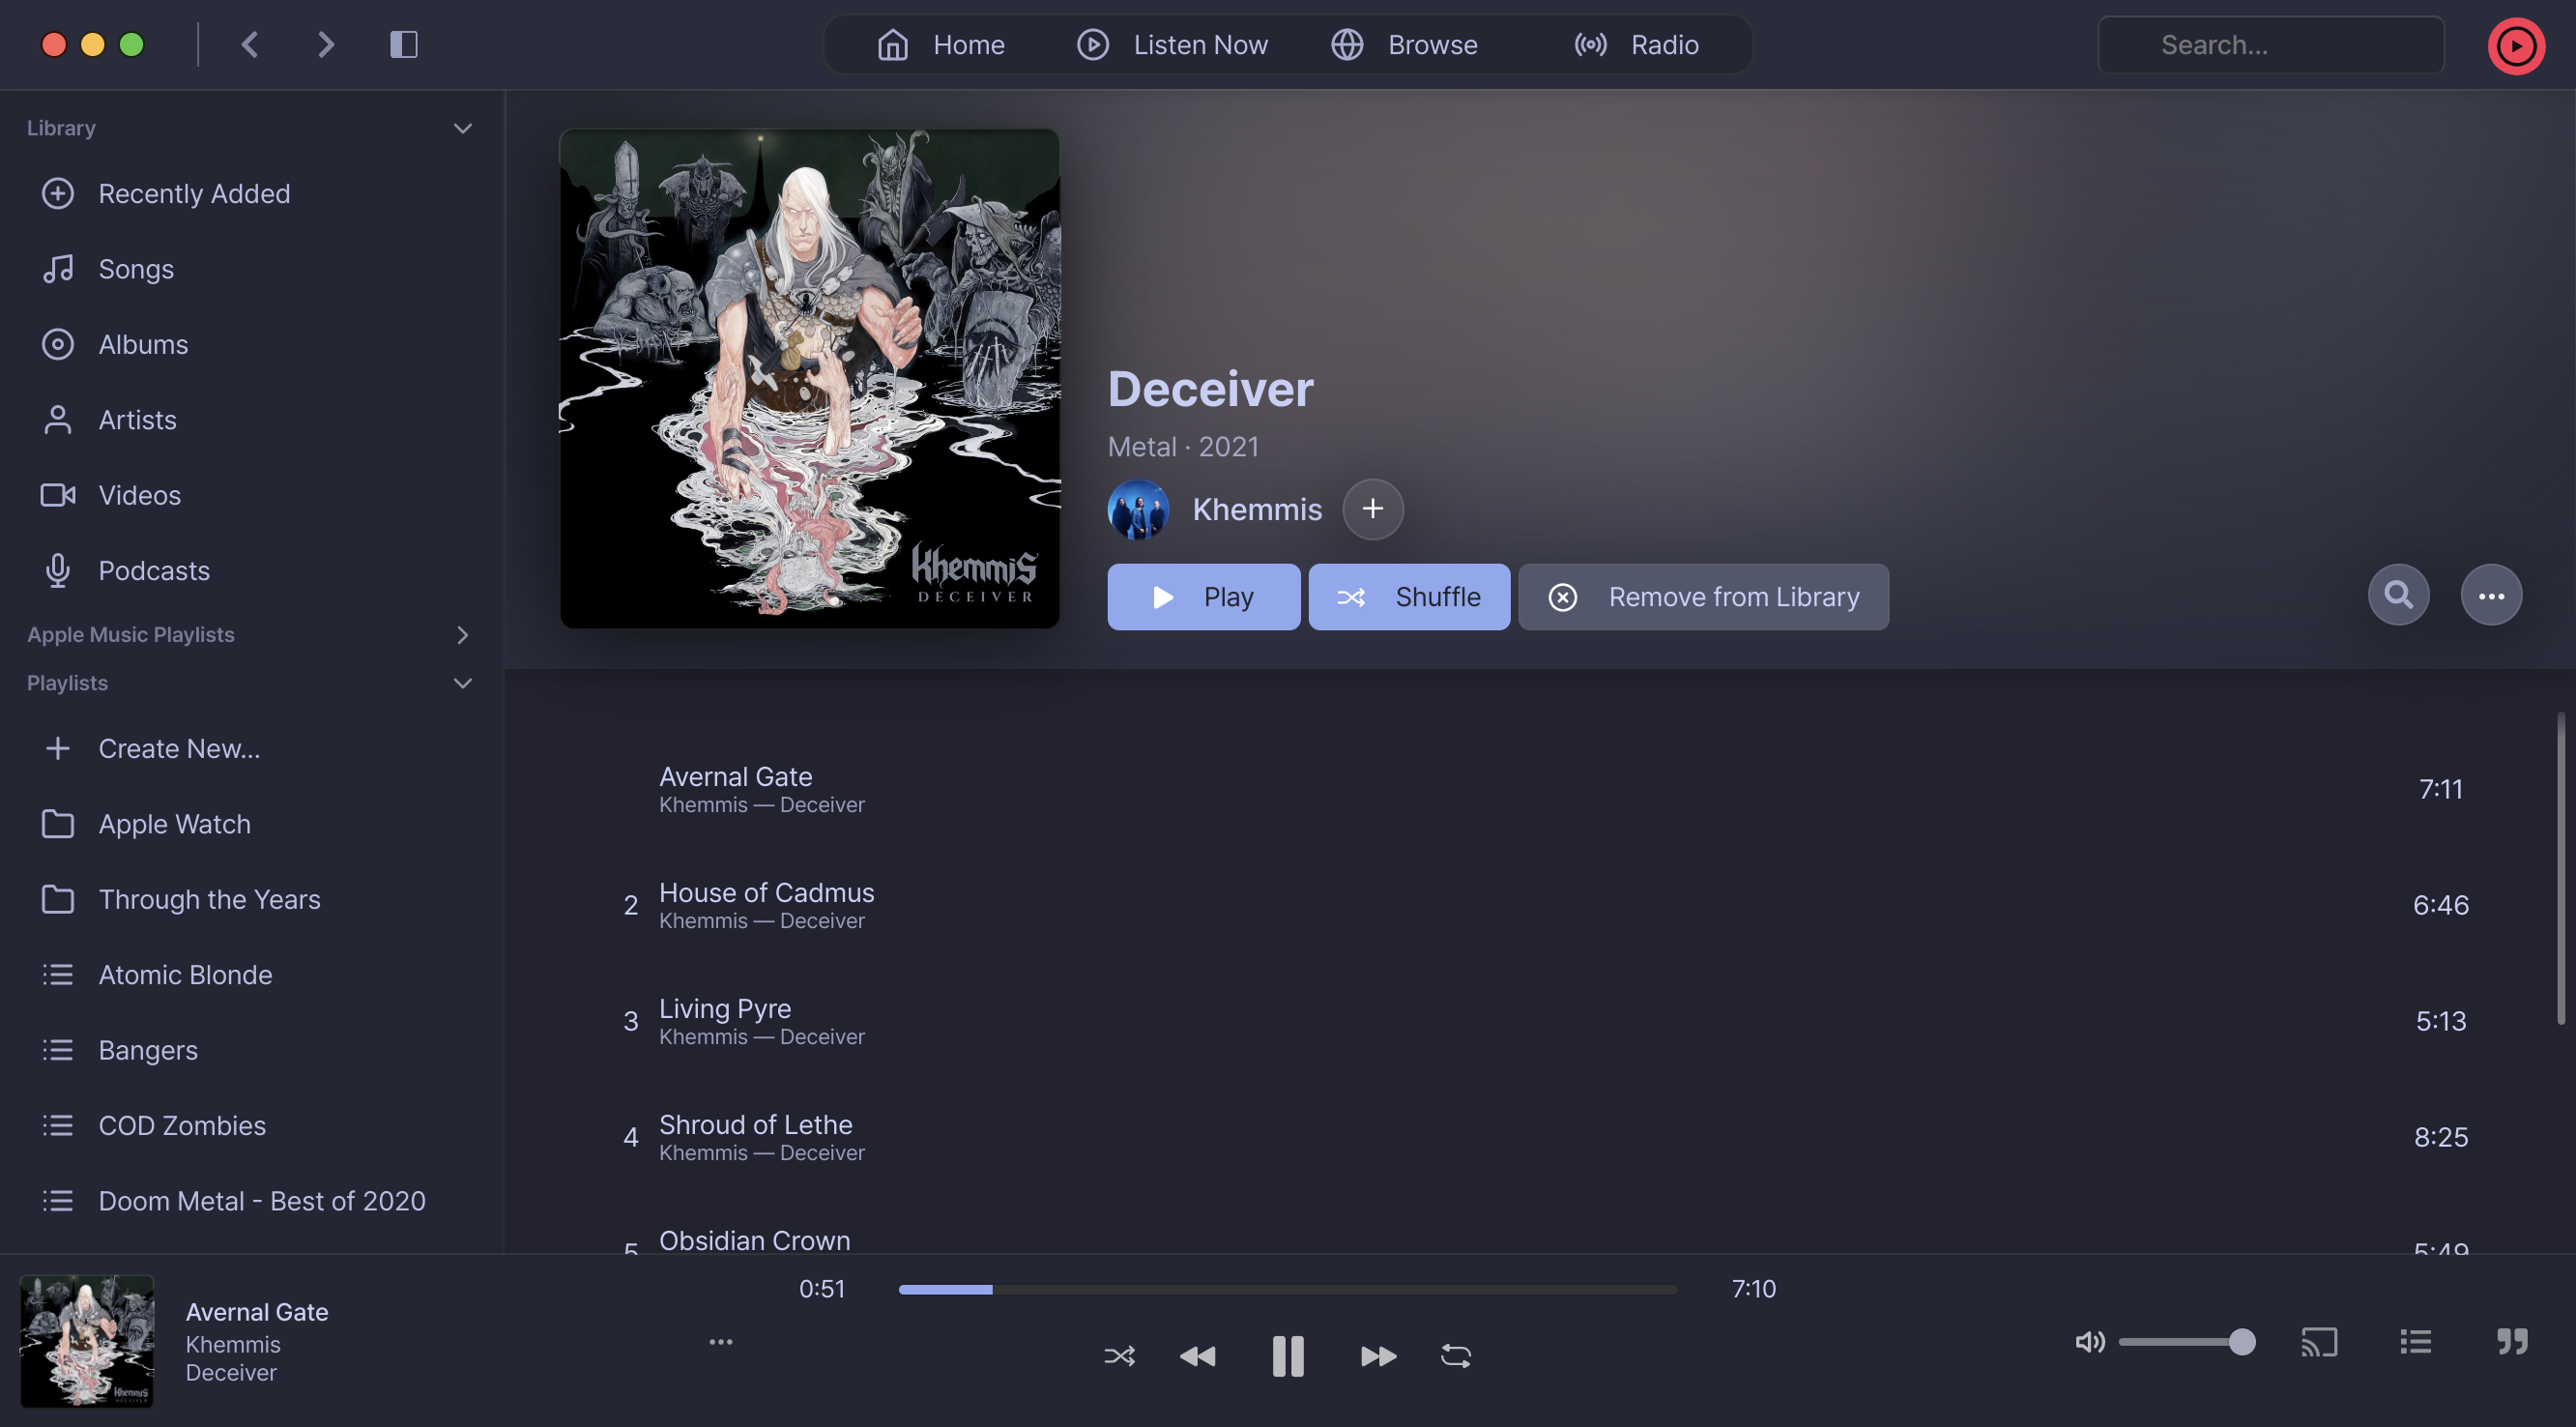 Home
Listen Now
Browse
Radio
Search...
Library
Recently Added
Songs
Albums
Artists
Videos
Podcasts
Apple Music Playlists
Playlists
Create New...
Apple Watch
Through the Years
Atomic Blonde
Bangers
COD Zombies
Doom Metal - Best of 2020
Khemmis
DECEIVER
Deceiver
Metal · 2021
Khemmis
Play
Shuffle
Remove from Library
Avernal Gate
Khemmis — Deceiver
7:11
2
House of Cadmus
Khemmis — Deceiver
6:46
3
Living Pyre
Khemmis — Deceiver
5:13
4
Shroud of Lethe
Khemmis — Deceiver
8:25
5
Obsidian Crown
5:49
Avernal Gate
Khemmis
Deceiver
0:51
7:10
Khemmis